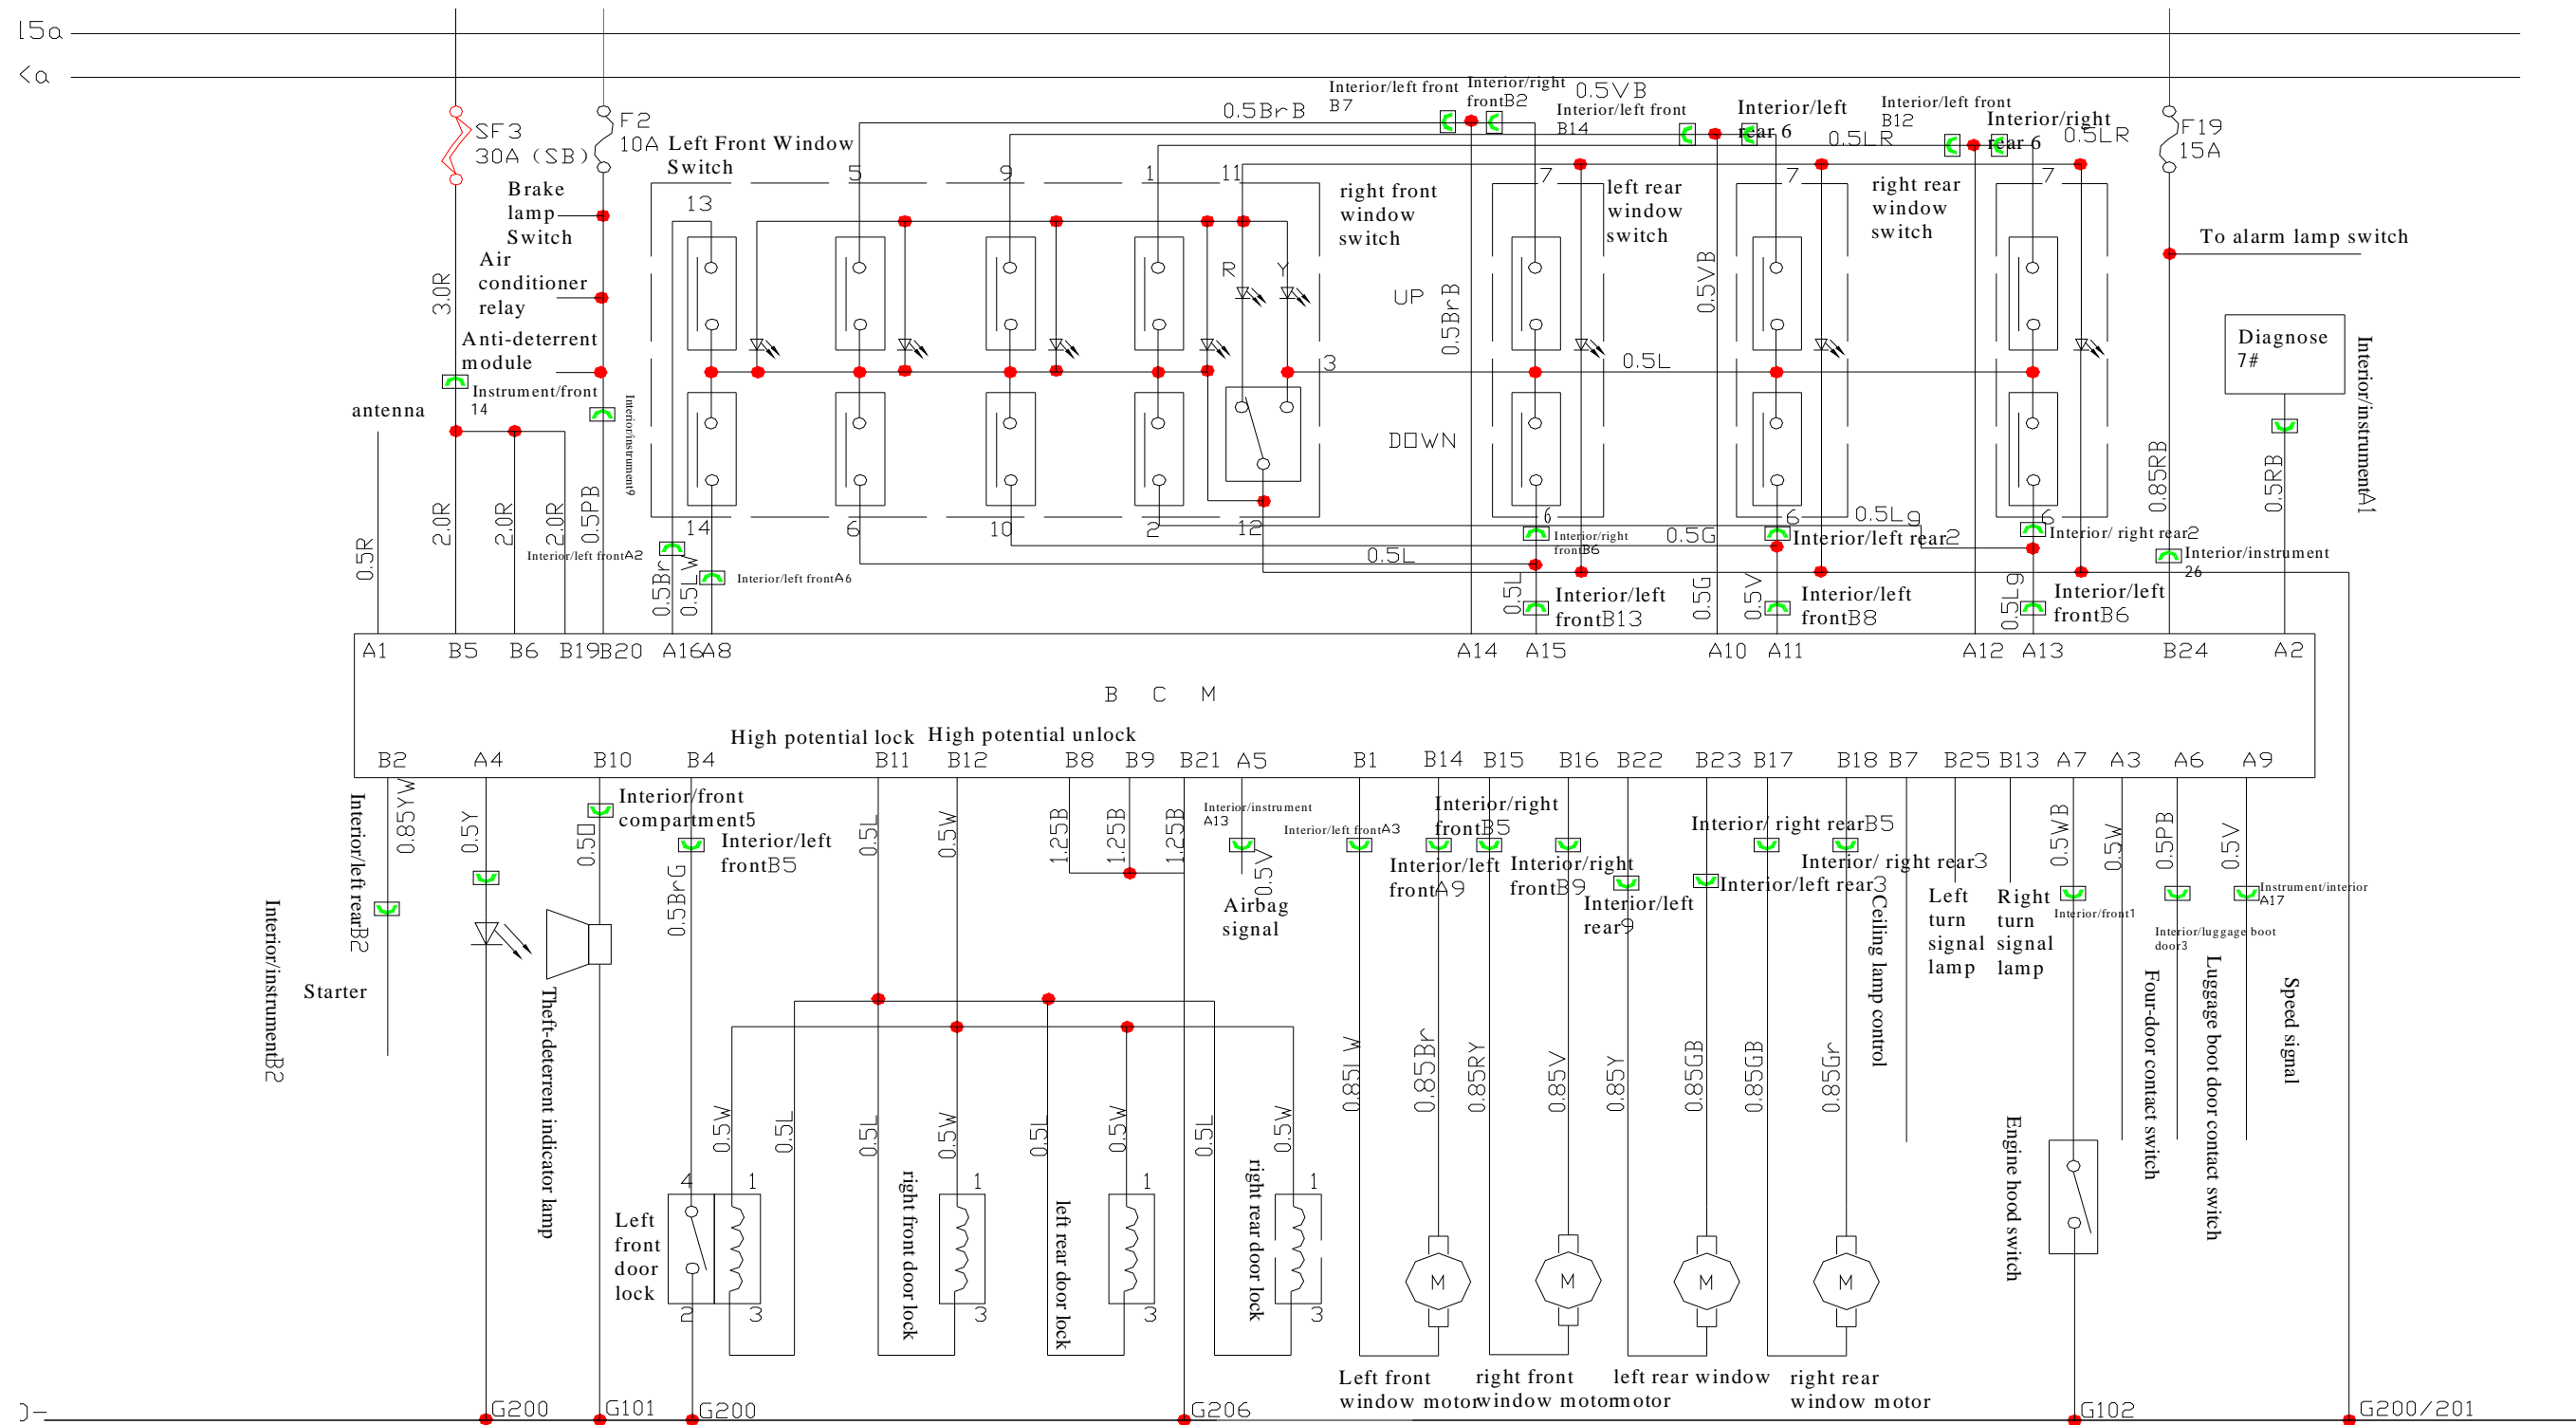 15a
<a
SF3
30A (SB)
F2
10A
Left Front Window
Switch
Brake
lamp
Switch
Air
conditioner
relay
Anti-deterrent
module
Instrument/front
14
antenna
3.0R
0.5R
2.0R
2.0R
2.0R
0.5PB
Interior/instrument9
Interior/left frontA2
0.5Br
0.5LW
Interior/left frontA6
13
5
9
1
11
R
Y
3
14
6
10
2
12
0.5BrB
Interior/left front
B7
Interior/right
frontB2
0.5VB
Interior/left front
B14
Interior/left
rear 6
0.5LR
Interior/left front
B12
Interior/right
rear 6
0.5LR
right front
window
switch
7
left rear
window
switch
7
right rear
window
switch
7
UP
DOWN
0.5BrB
0.5VB
0.5L
6
Interior/right
frontB6
0.5G
0.5L
6
Interior/left rear2
0.5Lg
6
Interior/ right rear2
0.5L
Interior/left
frontB13
0.5G
0.5V
Interior/left
frontB8
0.5Lg
Interior/left
frontB6
F19
15A
To alarm lamp switch
Diagnose
7#
Interior/instrumentA1
0.85RB
0.5RB
Interior/instrument
26
A1
B5
B6
B19
B20
A16
A8
A14
A15
A10
A11
A12
A13
B24
A2
B C M
High potential lock
High potential unlock
B2
A4
B10
B4
B11
B12
B8
B9
B21
A5
B1
B14
B15
B16
B22
B23
B17
B18
B7
B25
B13
A7
A3
A6
A9
Interior/left rearB2
0.85YW
Interior/instrumentB2
Starter
0.5Y
Theft-deterrent indicator lamp
0.5O
Interior/front
compartment5
Interior/left
frontB5
0.5BrG
0.5L
0.5W
1.25B
1.25B
1.25B
Interior/instrument
A13
0.5V
Airbag
signal
Interior/left frontA3
Interior/right
frontB5
Interior/left
frontA9
Interior/right
frontB9
Interior/left
rear9
Interior/ right rearB5
Interior/left rear3
Interior/ right rear3
Ceiling lamp control
Left
turn
signal
lamp
Right
turn
signal
lamp
0.5WB
Interior/front1
0.5W
0.5PB
Interior/luggage boot
door3
0.5V
Instrument/interior
A17
Four-door contact switch
Luggage boot door contact switch
Speed signal
Engine hood switch
0.5W
0.5L
0.5L
0.5W
0.5L
0.5W
0.5L
0.5W
0.85LW
0.85Br
0.85RY
0.85V
0.85Y
0.85GB
0.85GB
0.85Gr
Left
front
door
lock
4
1
2
3
right front door lock
1
3
left rear door lock
1
3
right rear door lock
1
3
M
M
M
M
Left front
window motor
right front
window motor
left rear window
motor
right rear
window motor
G200
G101
G200
G206
G102
G200/201